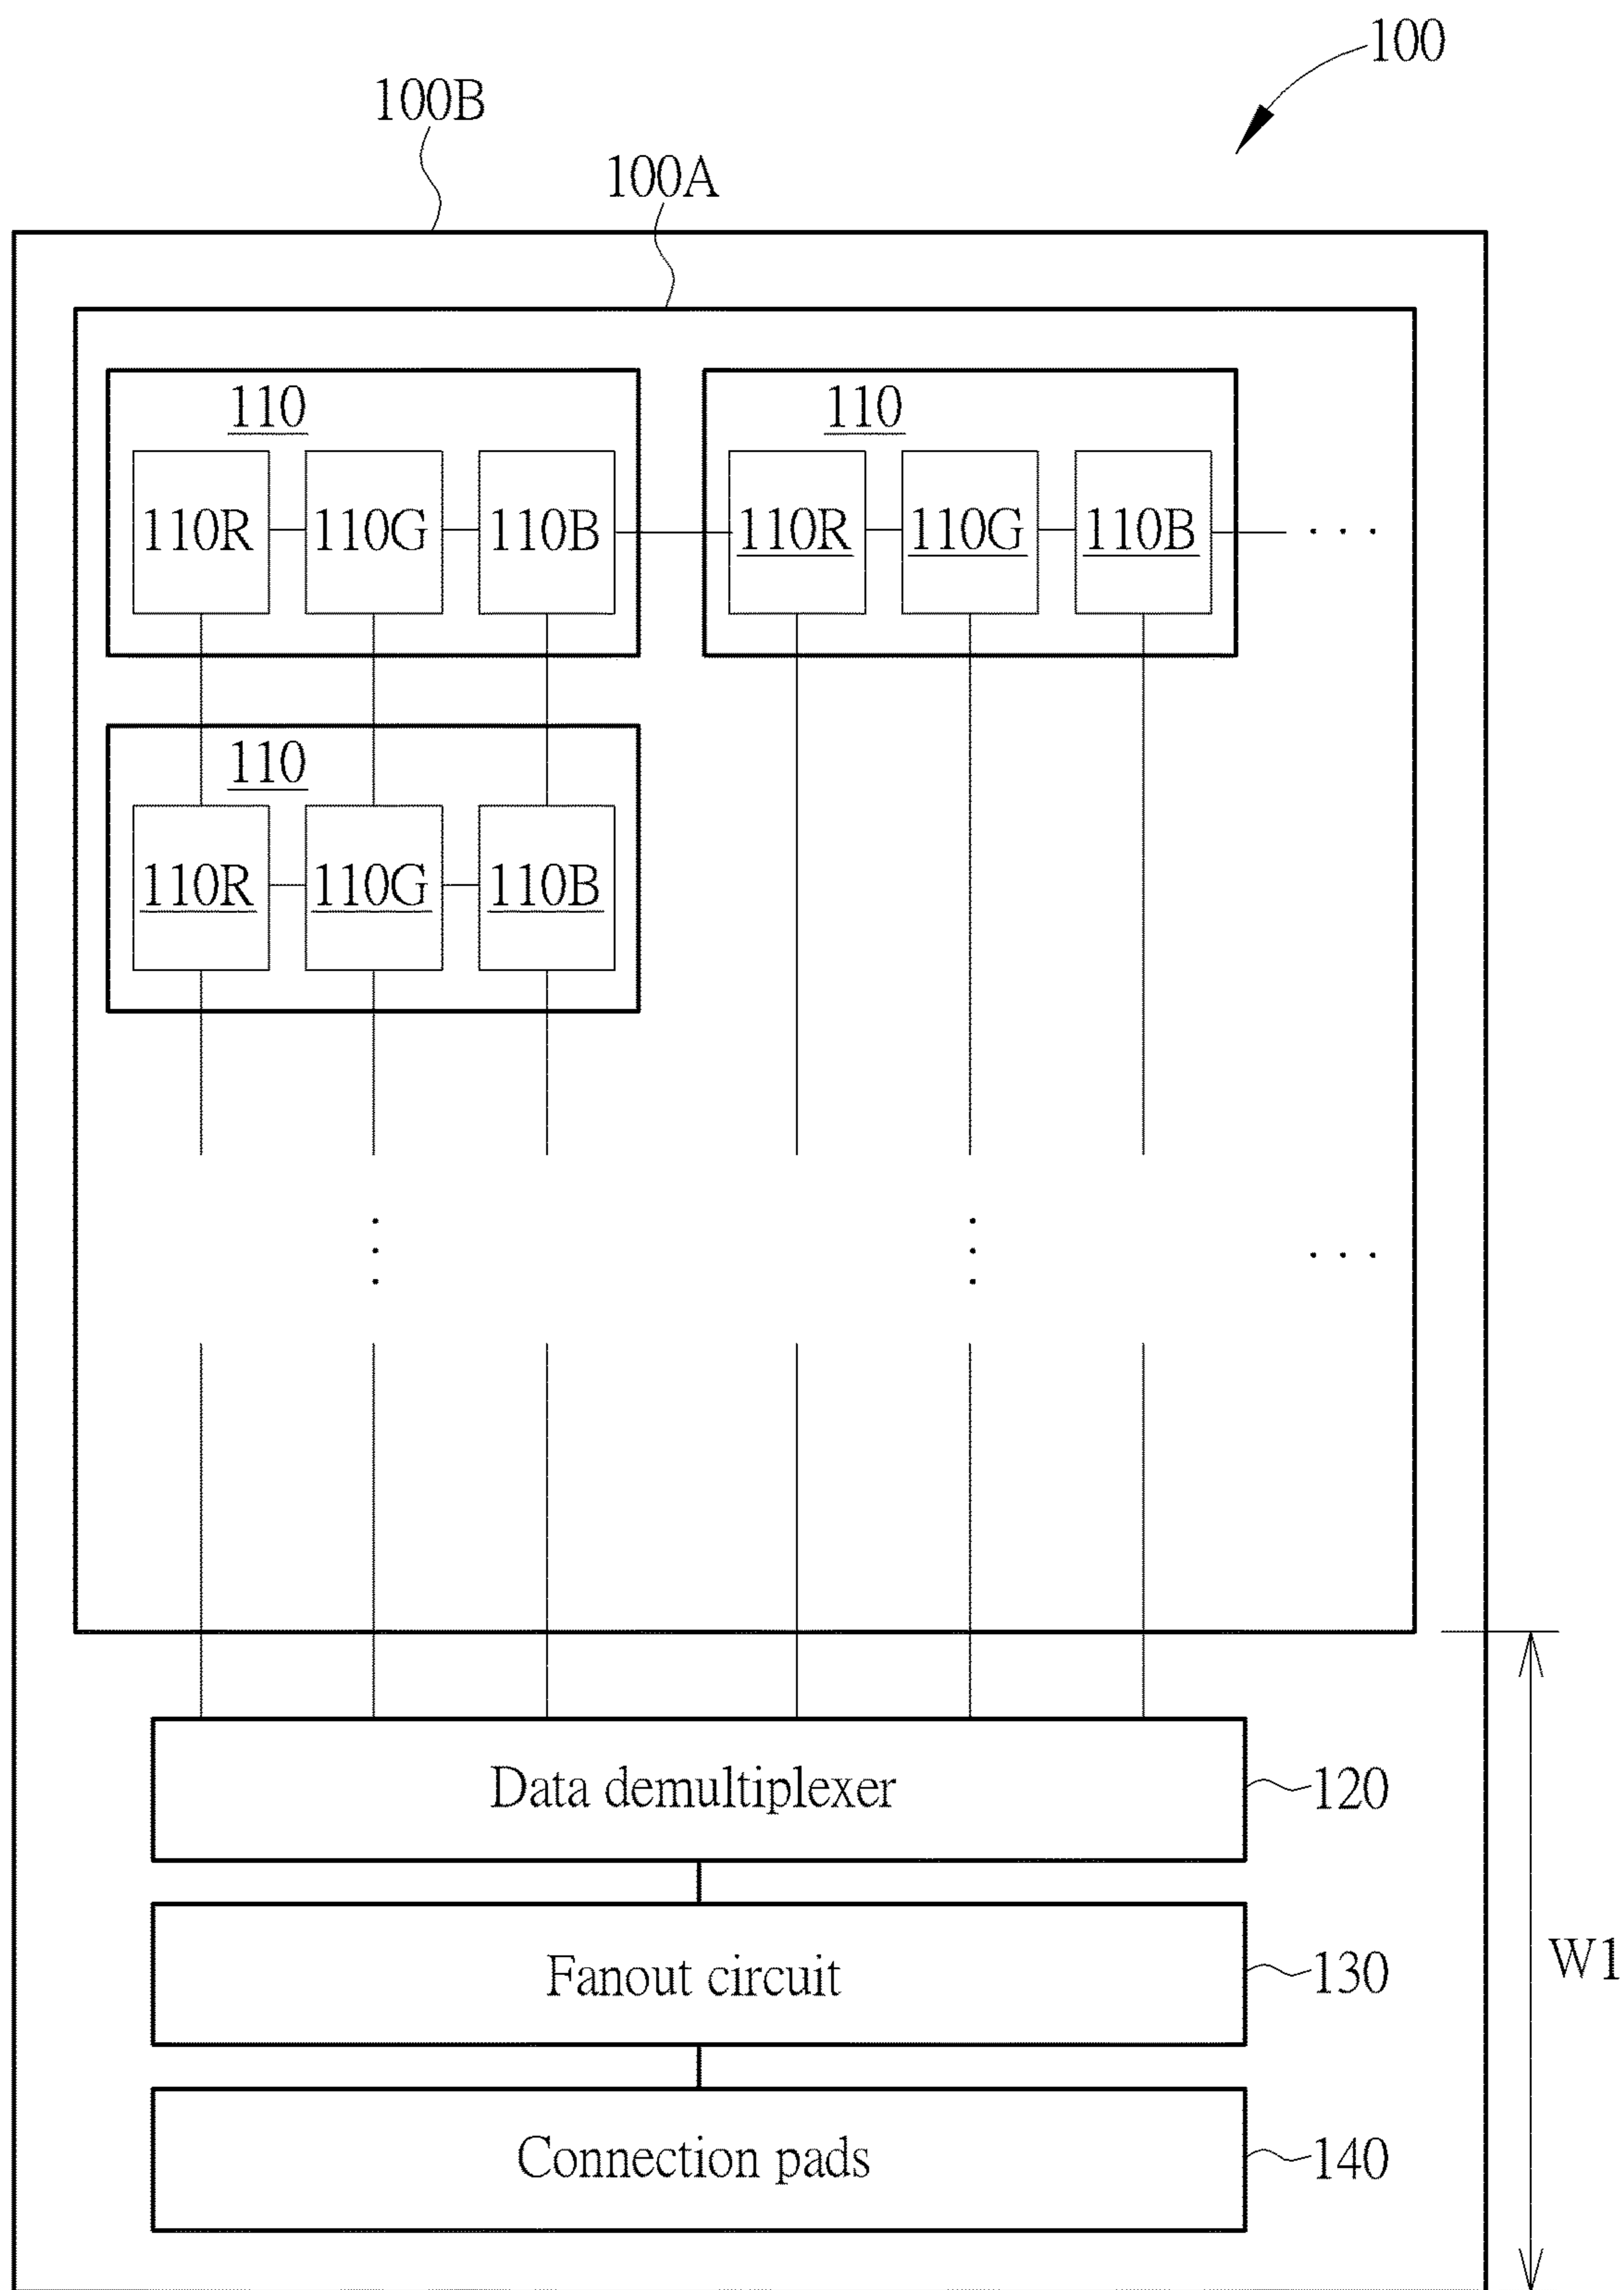 100
100B
100A
110
110
110R 110G 110B 110R 110G 110B ...
110
110R 110G 110B
...
Data demultiplexer 120
Fanout circuit 130
W1
Connection pads 140